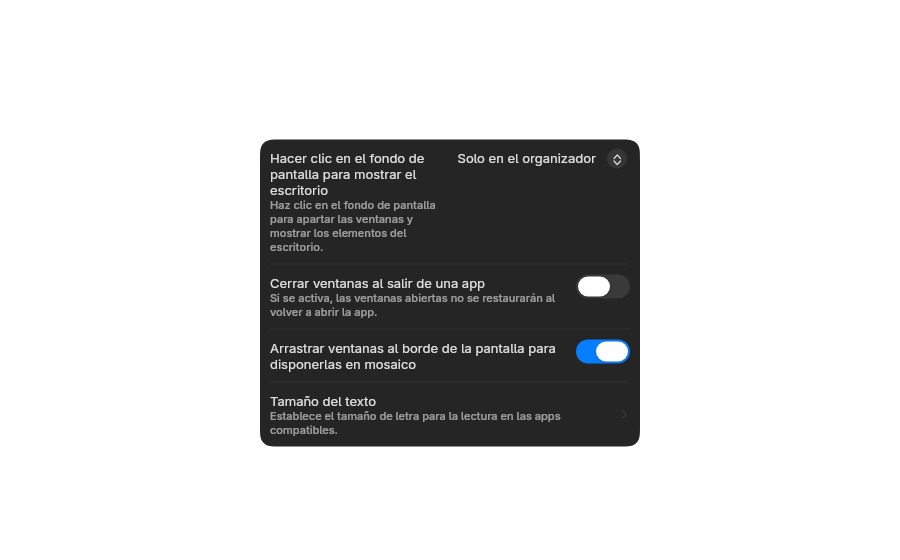 Hacer clic en el fondo de
pantalla para mostrar el
escritorio
Solo en el organizador
Haz clic en el fondo de pantalla
para apartar las ventanas y
mostrar los elementos del
escritorio.
Cerrar ventanas al salir de una app
Si se activa, las ventanas abiertas no se restaurarán al
volver a abrir la app.
Arrastrar ventanas al borde de la pantalla para
disponerlas en mosaico
Tamaño del texto
Establece el tamaño de letra para la lectura en las apps
compatibles.